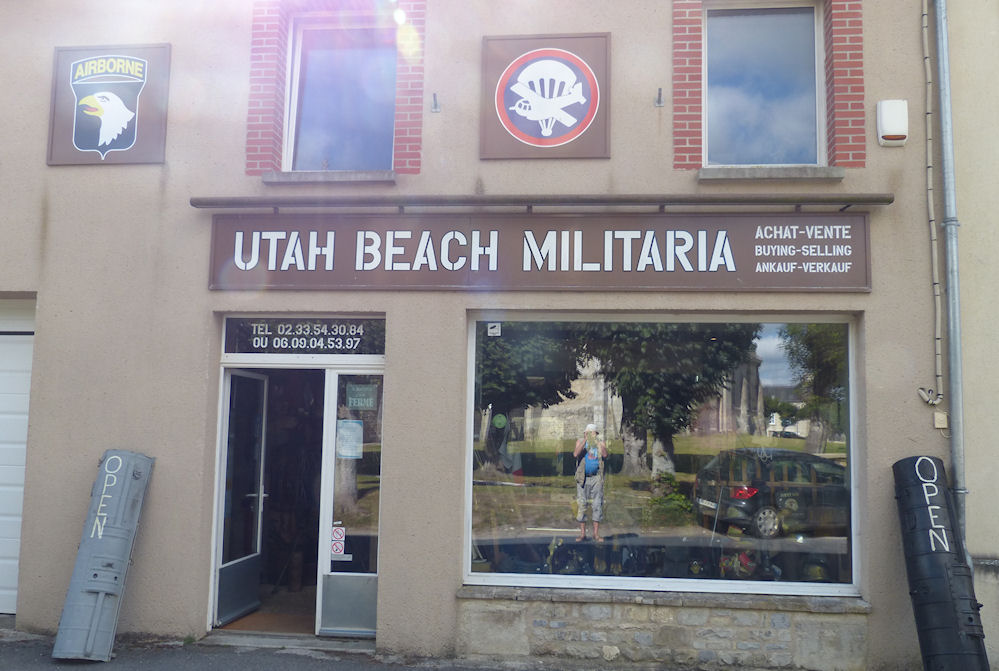 AIRBORNE
UTAH BEACH MILITARIA
ACHAT-VENTE
BUYING-SELLING
ANKAUF-VERKAUF
TEL 02.33.54.30.84
OU 06.09.04.53.97
FERMÉ
OPEN
OPEN